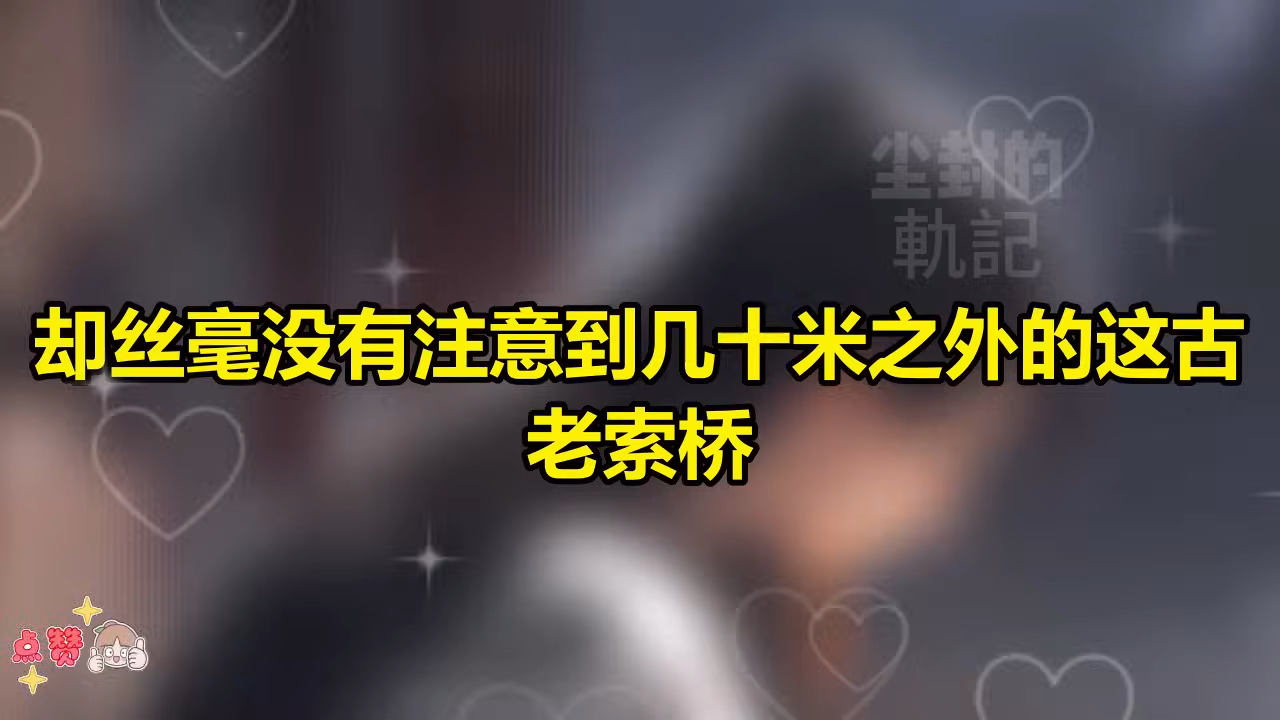 尘封的
軌記
却丝毫没有注意到几十米之外的这古
老索桥
点赞